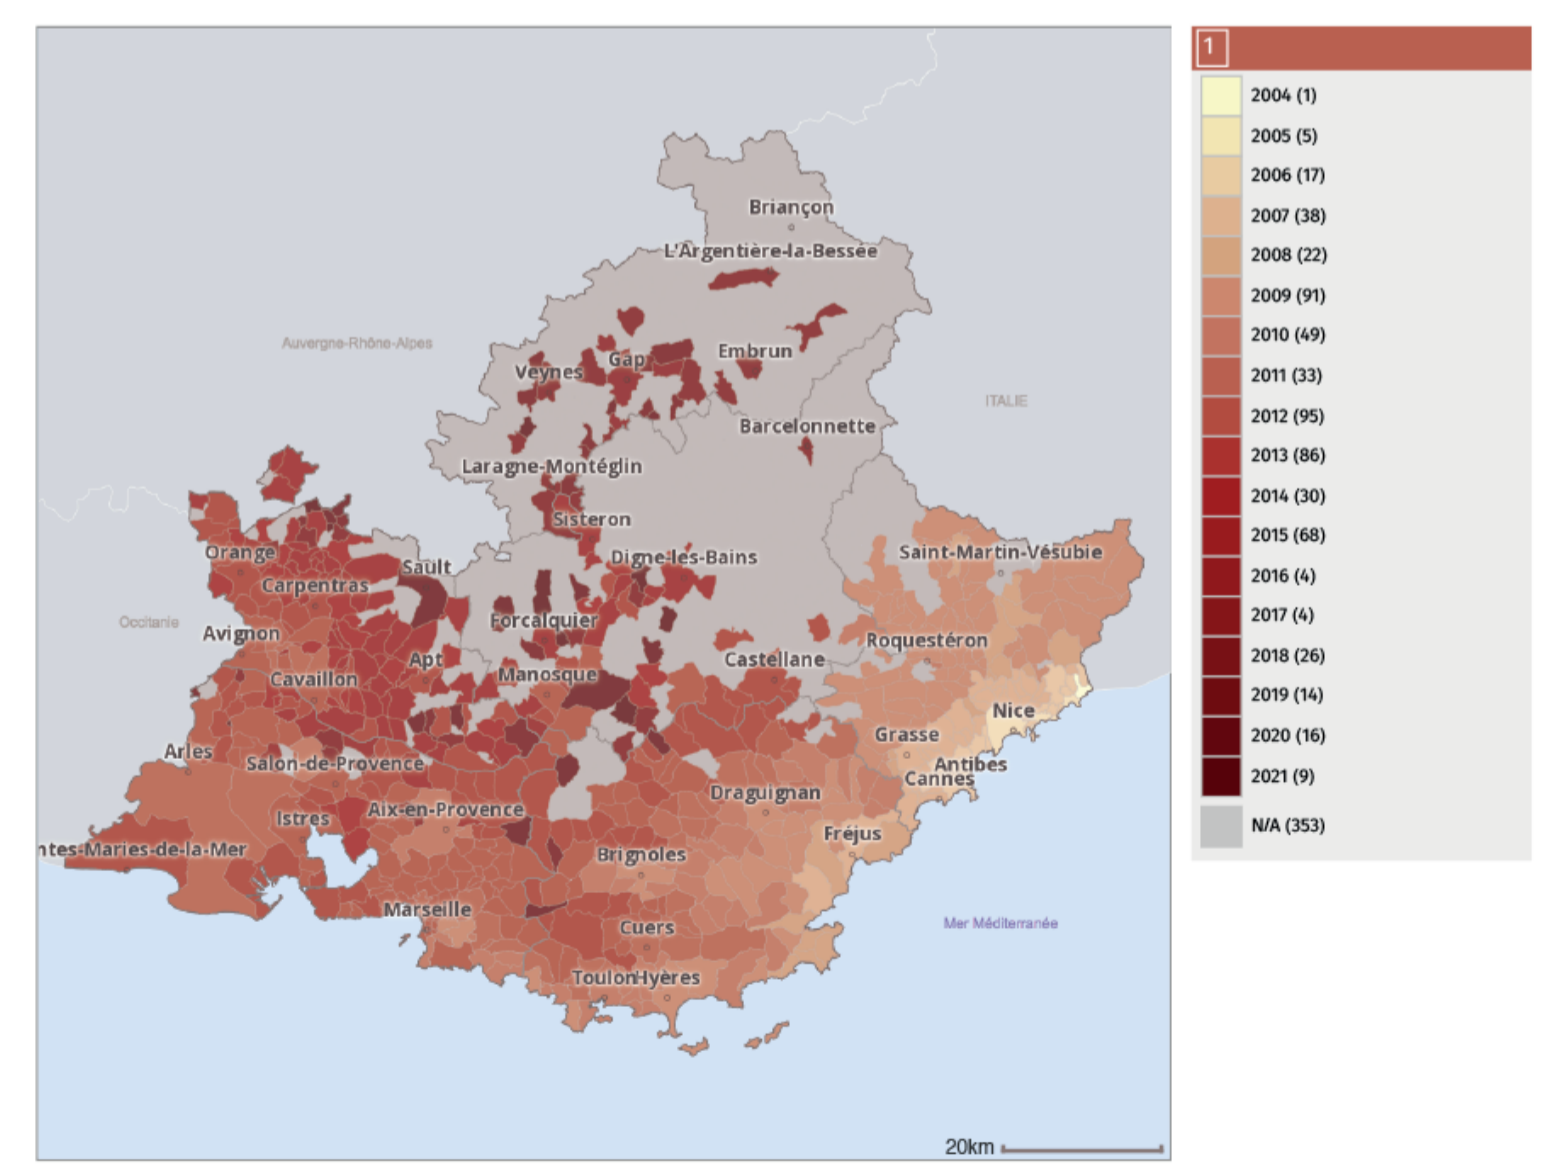 1
2004 (1)
2005 (5)
2006 (17)
2007 (38)
2008 (22)
2009 (91)
2010 (49)
2011 (33)
2012 (95)
2013 (86)
2014 (30)
2015 (68)
2016 (4)
2017 (4)
2018 (26)
2019 (14)
2020 (16)
2021 (9)
N/A (353)
Briançon
L'Argentière-la-Bessée
Auvergne-Rhône-Alpes
Embrun
Gap
Veynes
ITALIE
Barcelonnette
Laragne-Montéglin
Sisteron
Orange
Saint-Martin-Vésubie
Digne-les-Bains
Sault
Carpentras
Occitanie
Forcalquier
Avignon
Roquestéron
Apt
Castellane
Manosque
Cavaillon
Nice
Grasse
Arles
Salon-de-Provence
Antibes
Cannes
Draguignan
Aix-en-Provence
Istres
Fréjus
ntes-Maries-de-la-Mer
Brignoles
Marseille
Mer Méditerranée
Cuers
Toulon
Hyères
20km